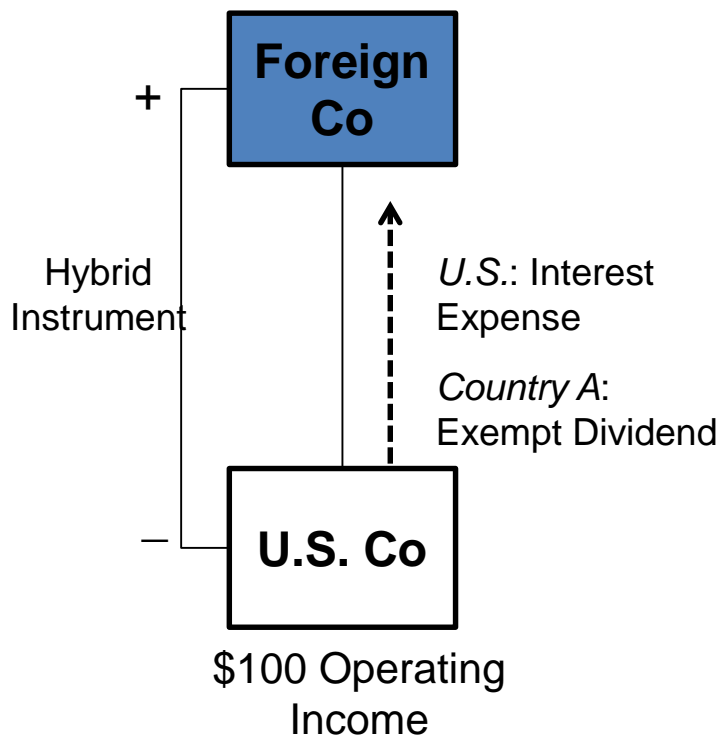 Foreign
Co
+
Hybrid
Instrument
U.S.: Interest
Expense
Country A:
Exempt Dividend
–
U.S. Co
$100 Operating
Income